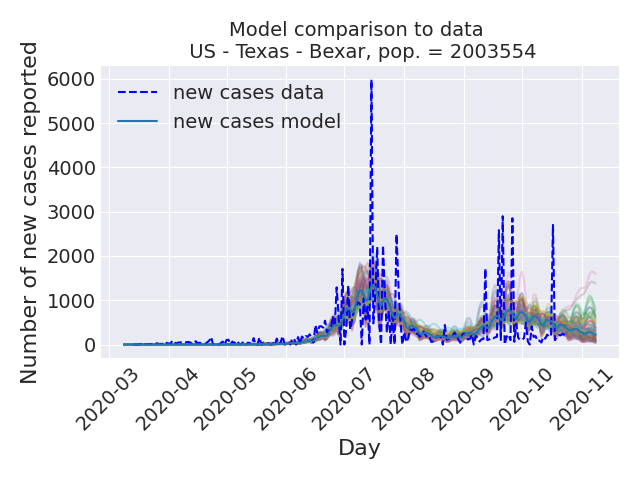 Model comparison to data
US - Texas - Bexar, pop. = 2003554
Number of new cases reported
6000
5000
4000
3000
2000
1000
0
new cases data
new cases model
2020-03
2020-04
2020-05
2020-06
2020-07
2020-08
2020-09
2020-10
2020-11
Day